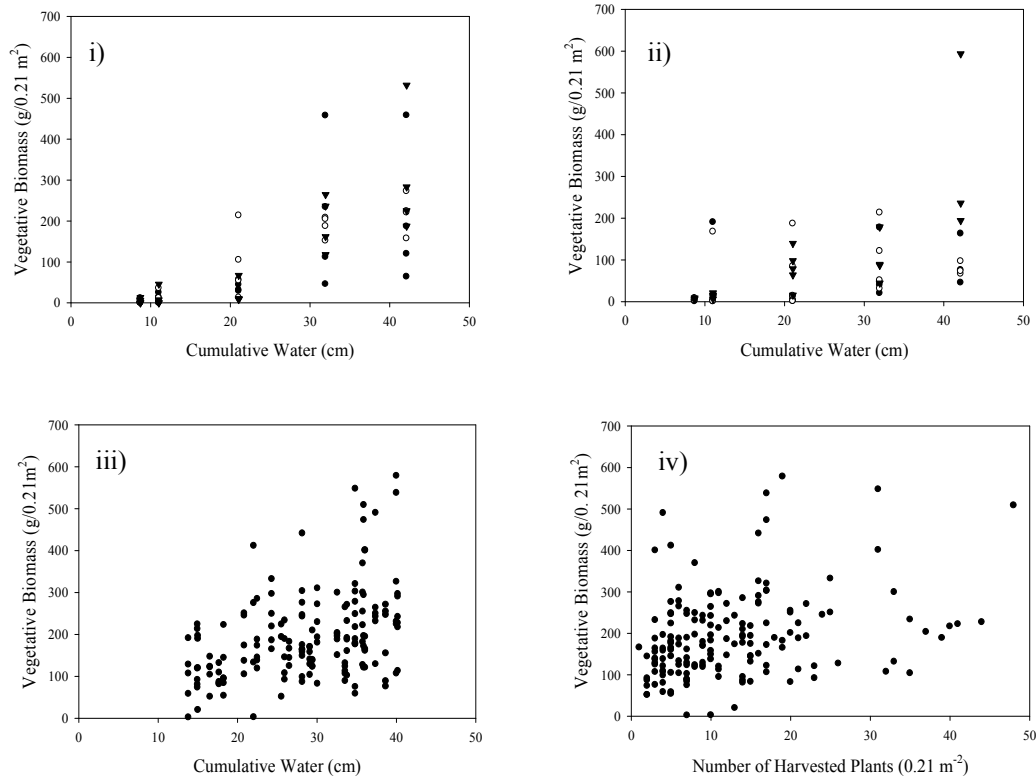 i)
Vegetative Biomass (g/0.21 m²)
700
600
500
400
300
200
100
0
0 10 20 30 40 50
Cumulative Water (cm)
ii)
Vegetative Biomass (g/0.21 m²)
700
600
500
400
300
200
100
0
0 10 20 30 40 50
Cumulative Water (cm)
iii)
Vegetative Biomass (g/0.21m²)
700
600
500
400
300
200
100
0
0 10 20 30 40 50
Cumulative Water (cm)
iv)
Vegetative Biomass (g/0.21m²)
700
600
500
400
300
200
100
0
0 10 20 30 40 50
Number of Harvested Plants (0.21 m⁻²)